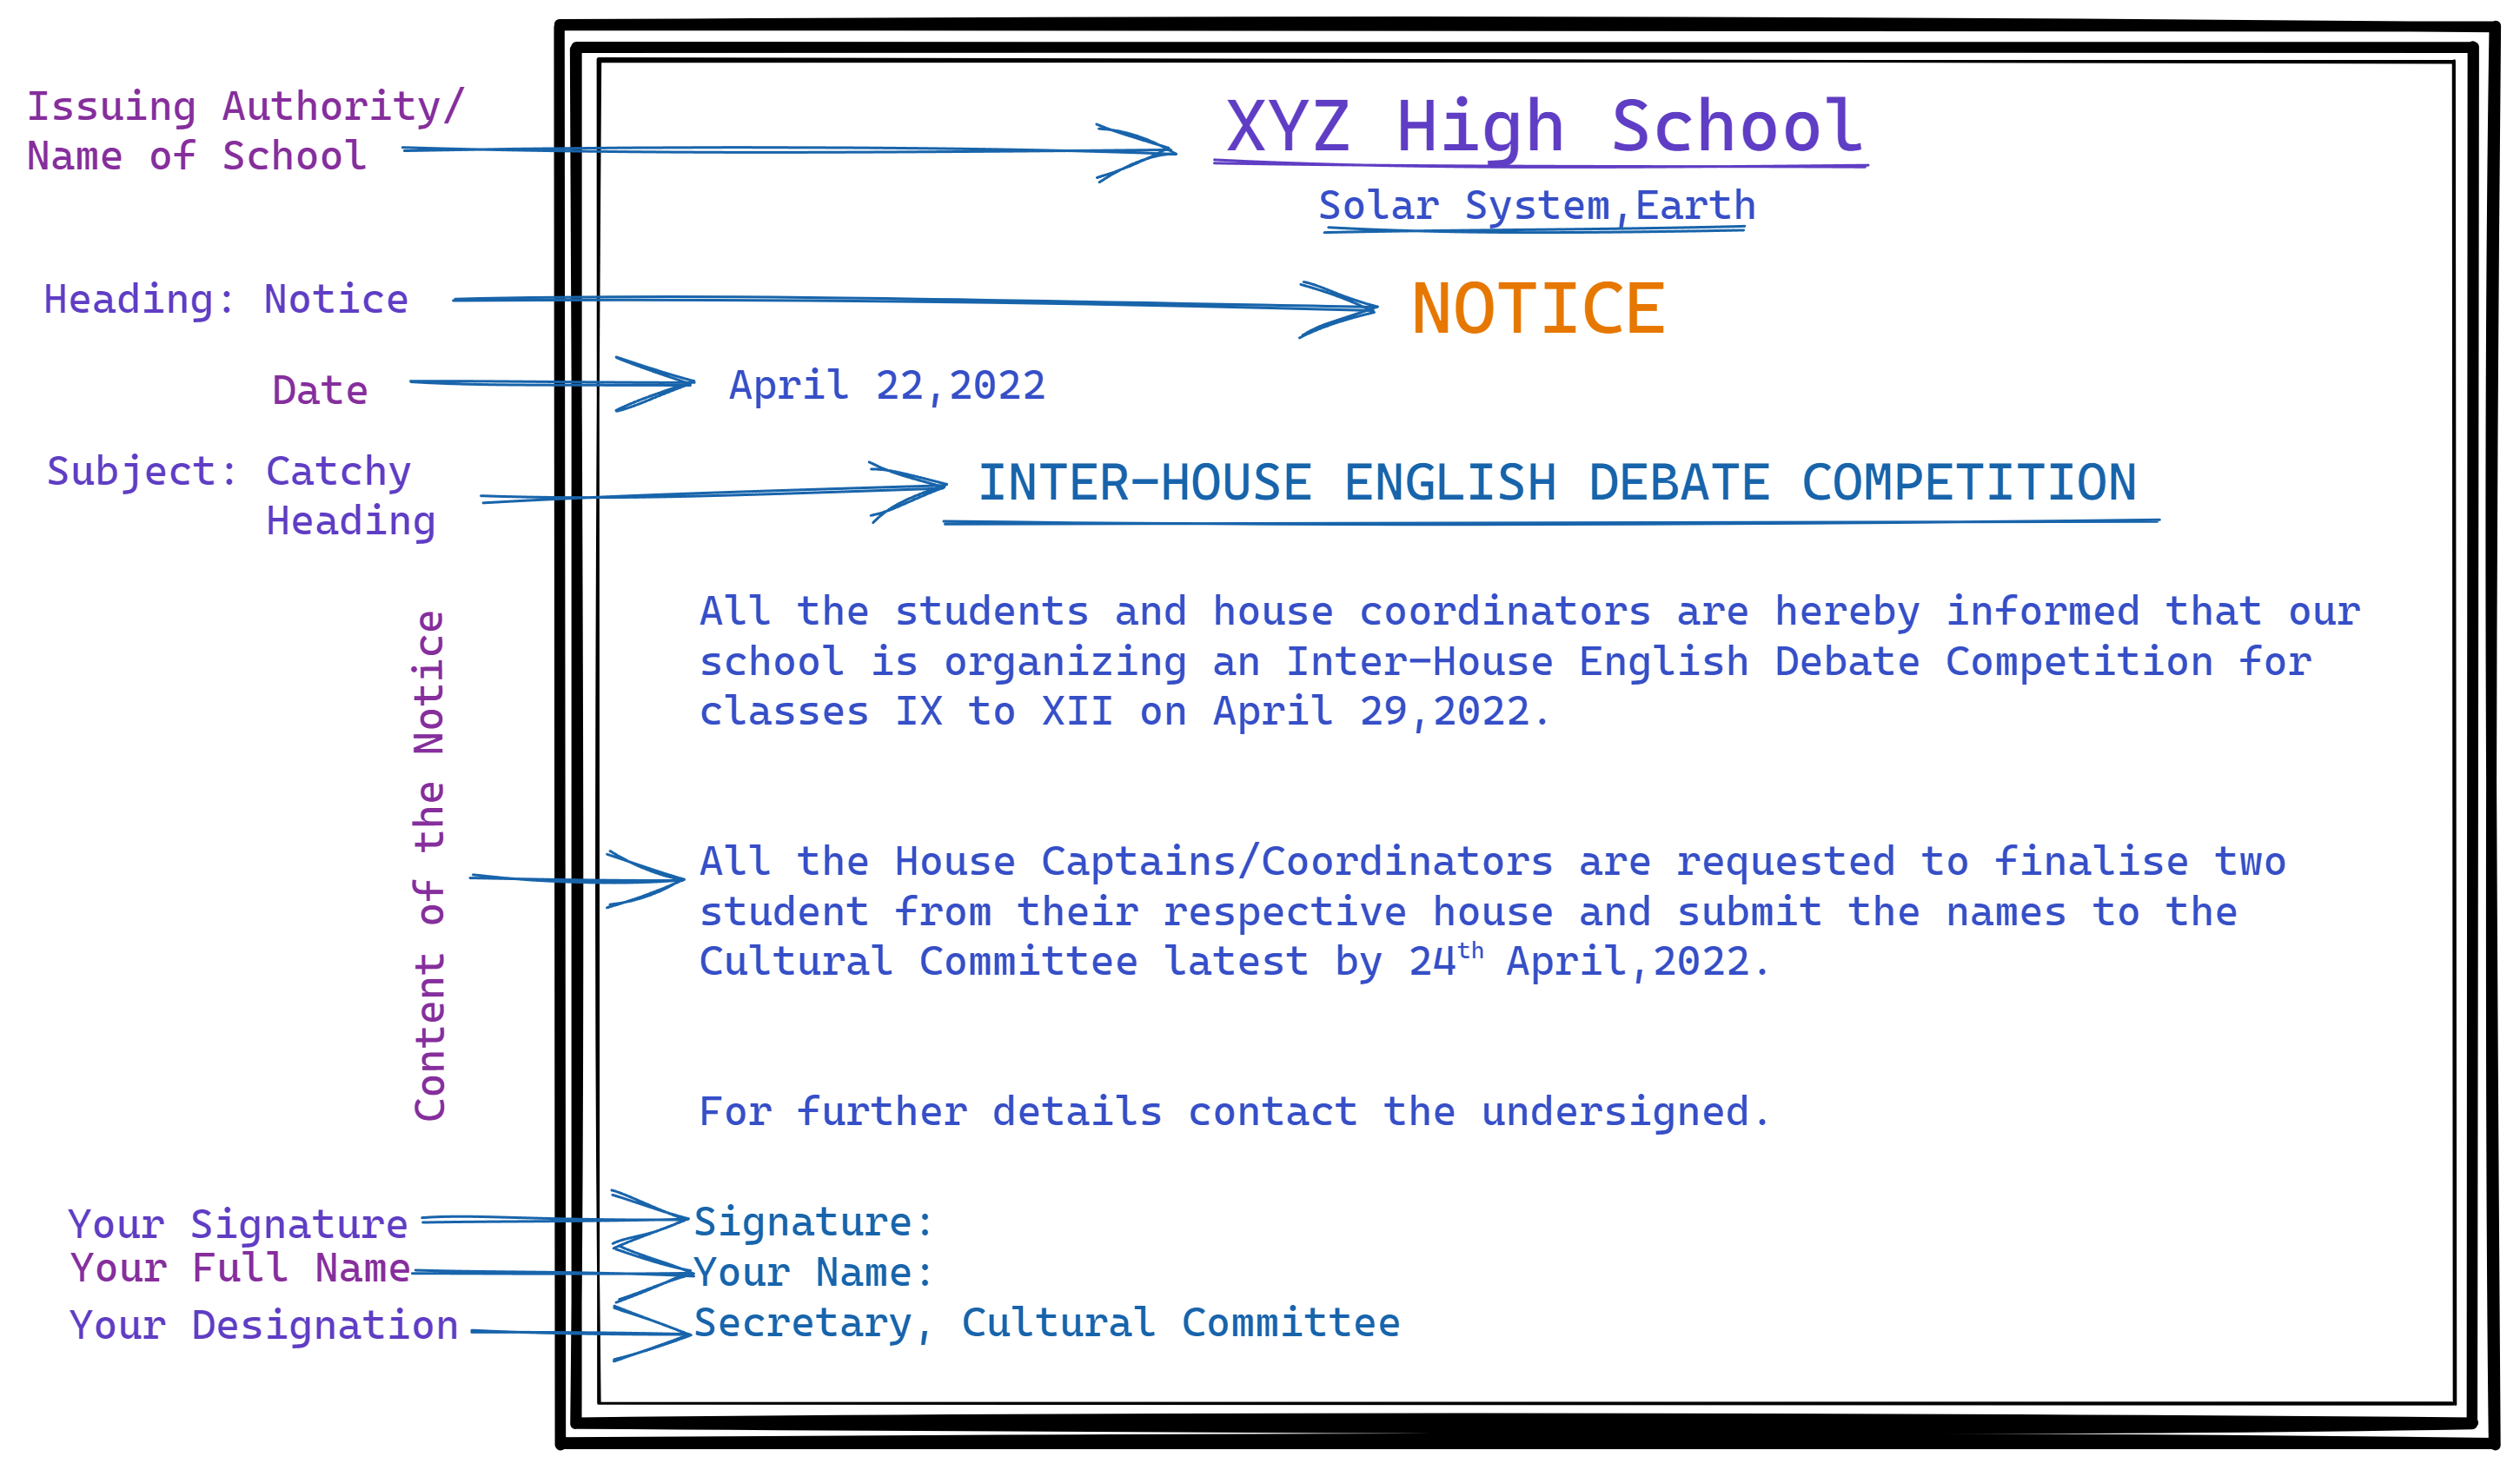 Issuing Authority/
Name of School
XYZ High School
Solar System,Earth
Heading: Notice
NOTICE
Date
April 22,2022
Subject: Catchy
Heading
INTER-HOUSE ENGLISH DEBATE COMPETITION
Content of the Notice
All the students and house coordinators are hereby informed that our
school is organizing an Inter-House English Debate Competition for
classes IX to XII on April 29,2022.
All the House Captains/Coordinators are requested to finalise two
student from their respective house and submit the names to the
Cultural Committee latest by 24th April,2022.
For further details contact the undersigned.
Your Signature
Signature:
Your Full Name
Your Name:
Your Designation
Secretary, Cultural Committee